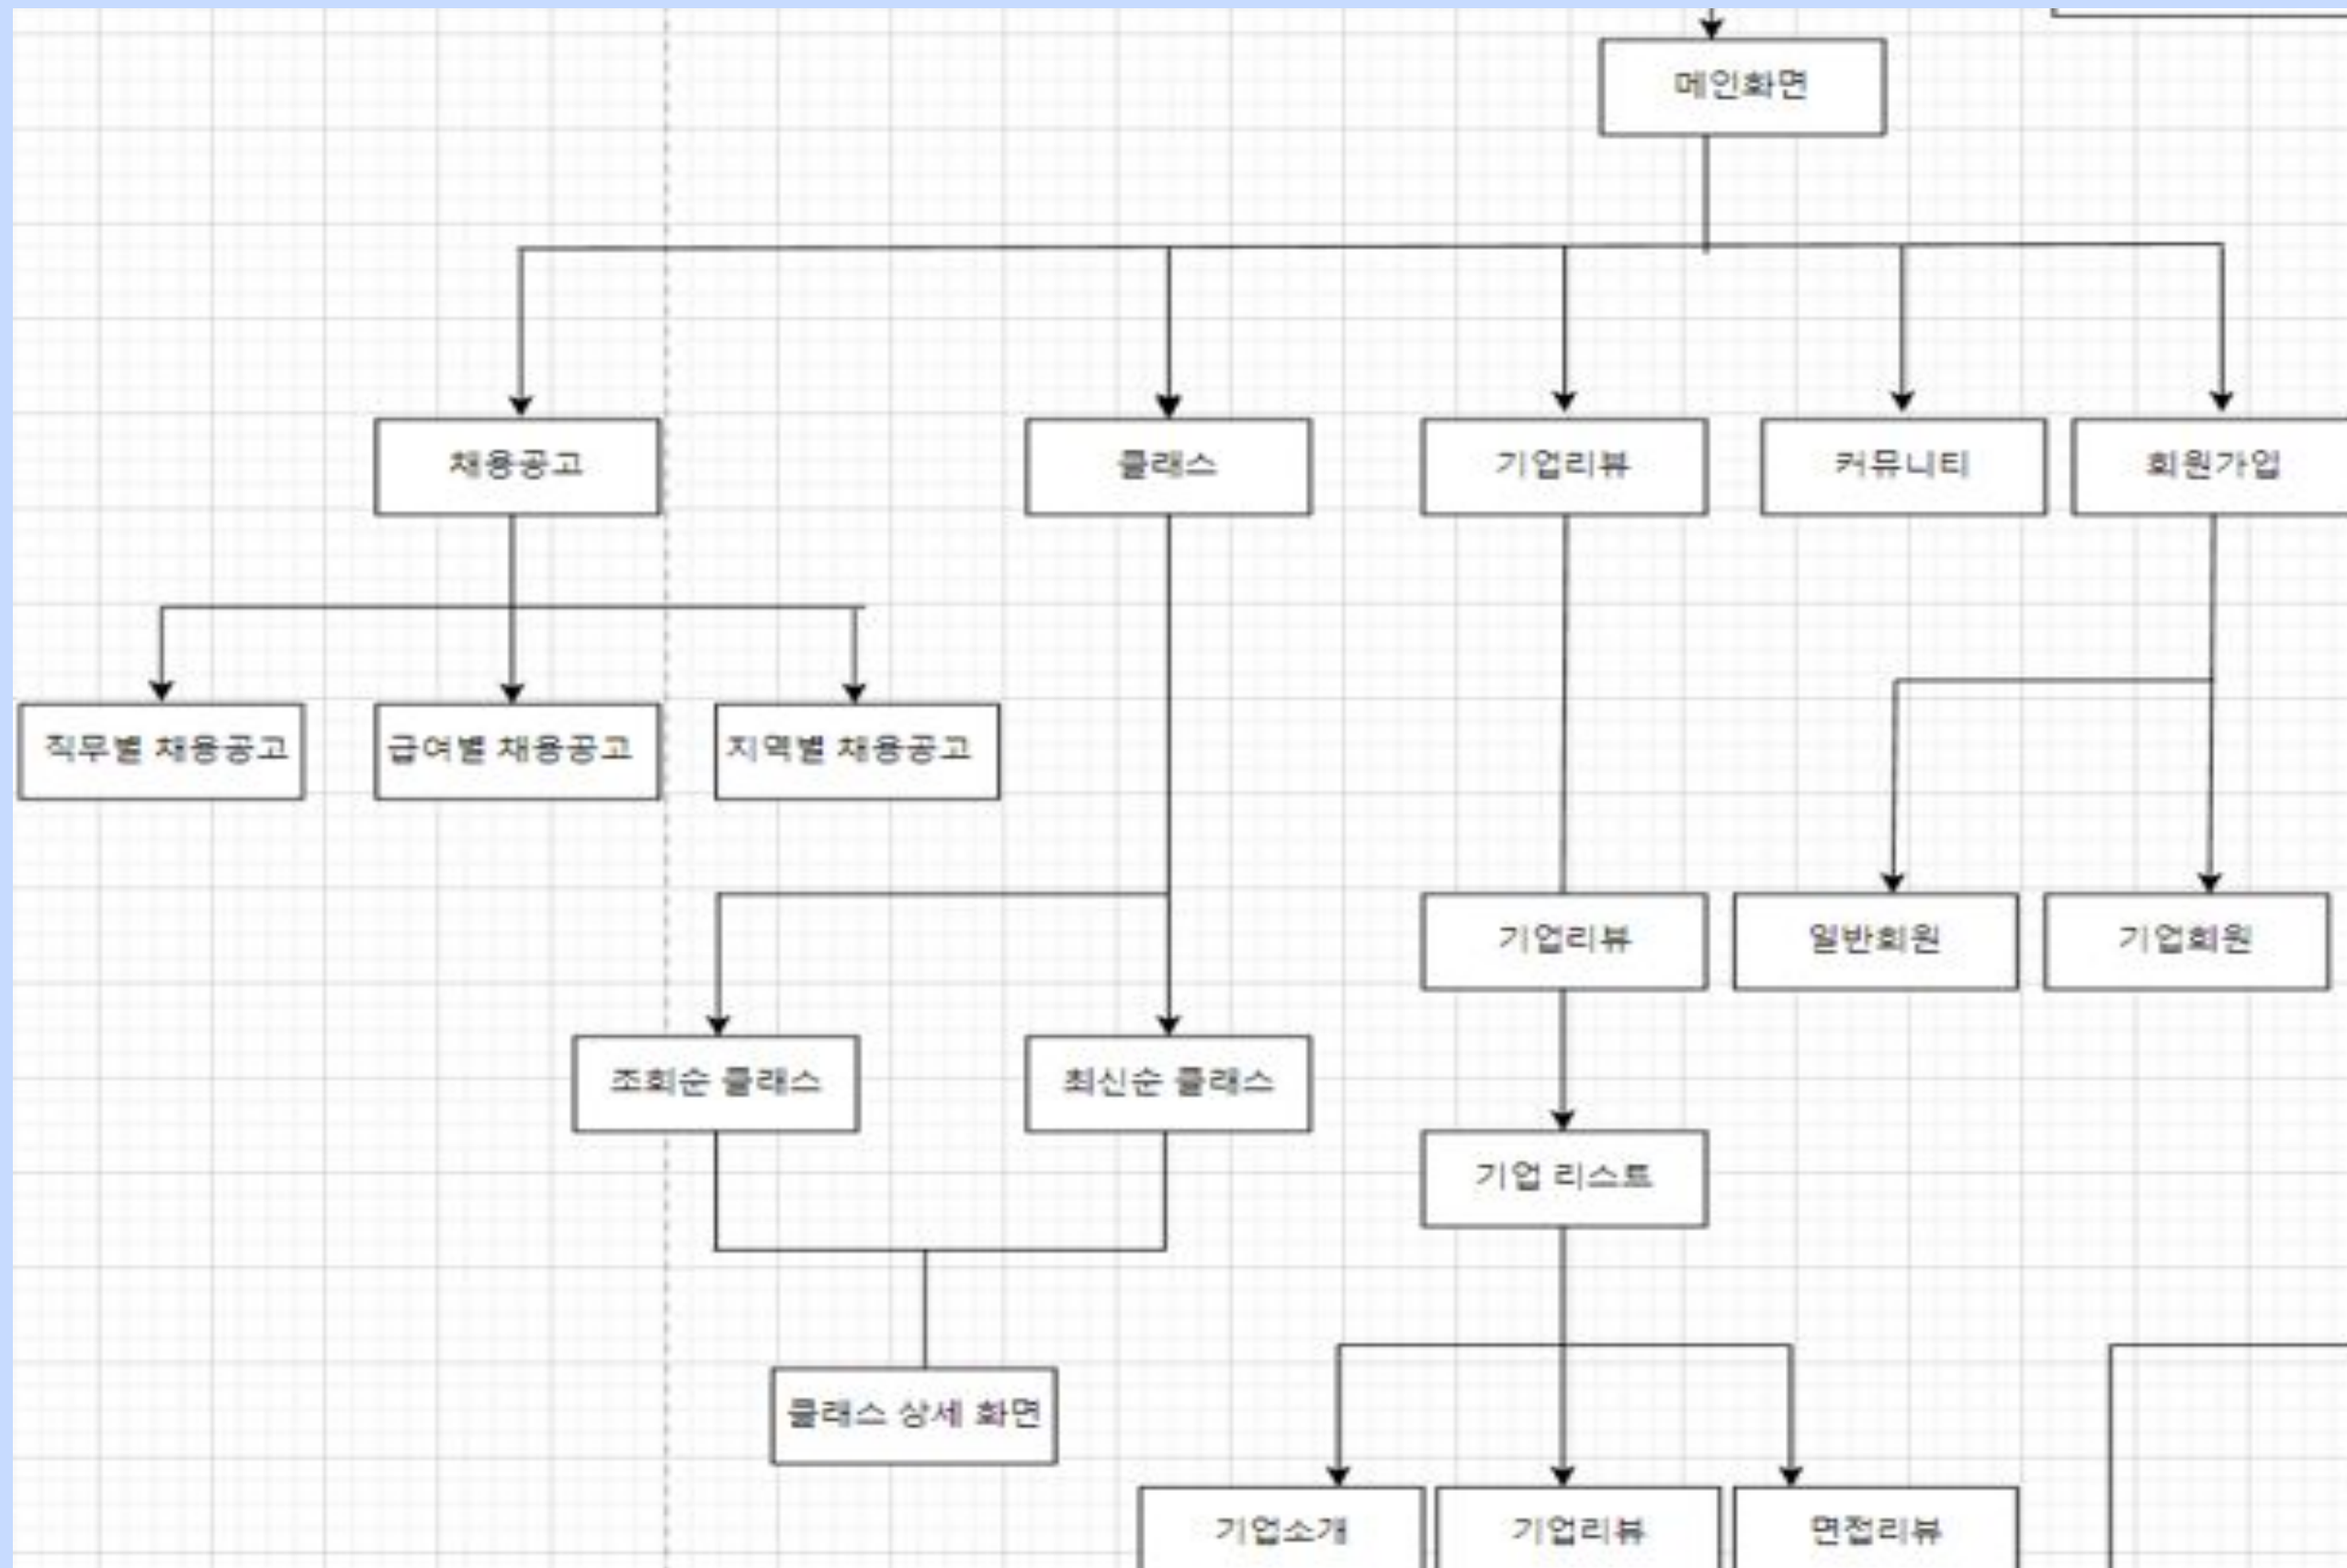 메인화면
채용공고
클래스
기업리뷰
커뮤니티
회원가입
직무별 채용공고
급여별 채용공고
지역별 채용공고
기업리뷰
일반회원
기업회원
조회순 클래스
최신순 클래스
기업 리스트
클래스 상세 화면
기업소개
기업리뷰
면접리뷰